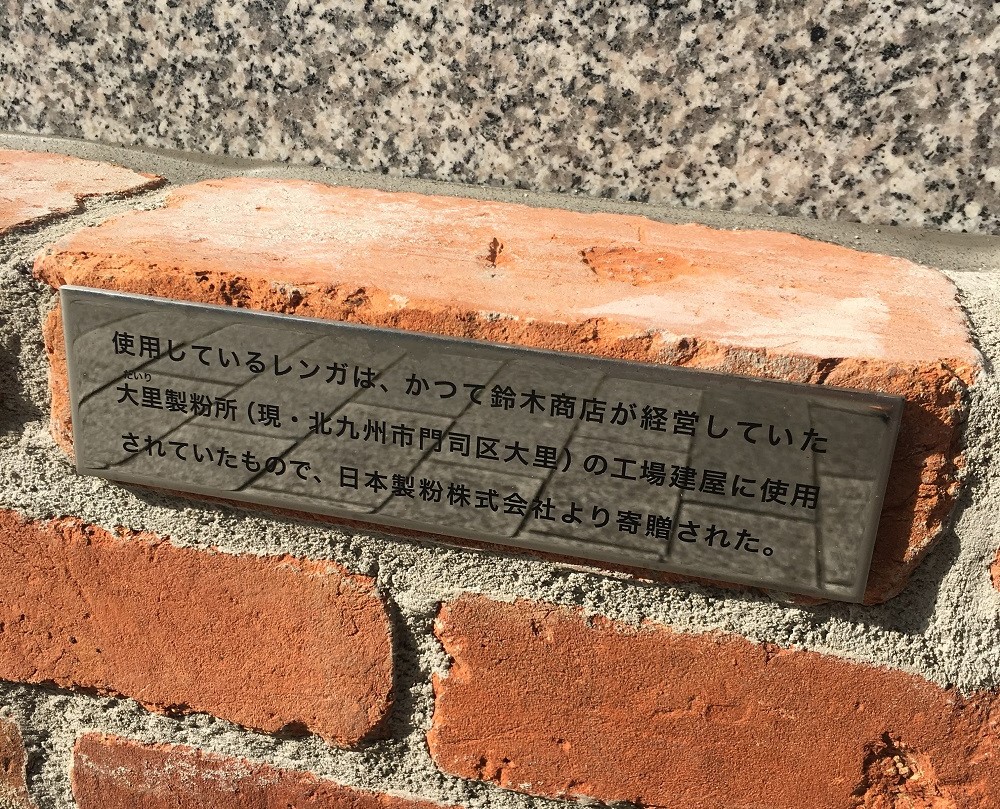 使用しているレンガは、かつて鈴木商店が経営していた
だいり
大里製粉所（現・北九州市門司区大里）の工場建屋に使用
されていたもので、日本製粉株式会社より寄贈された。